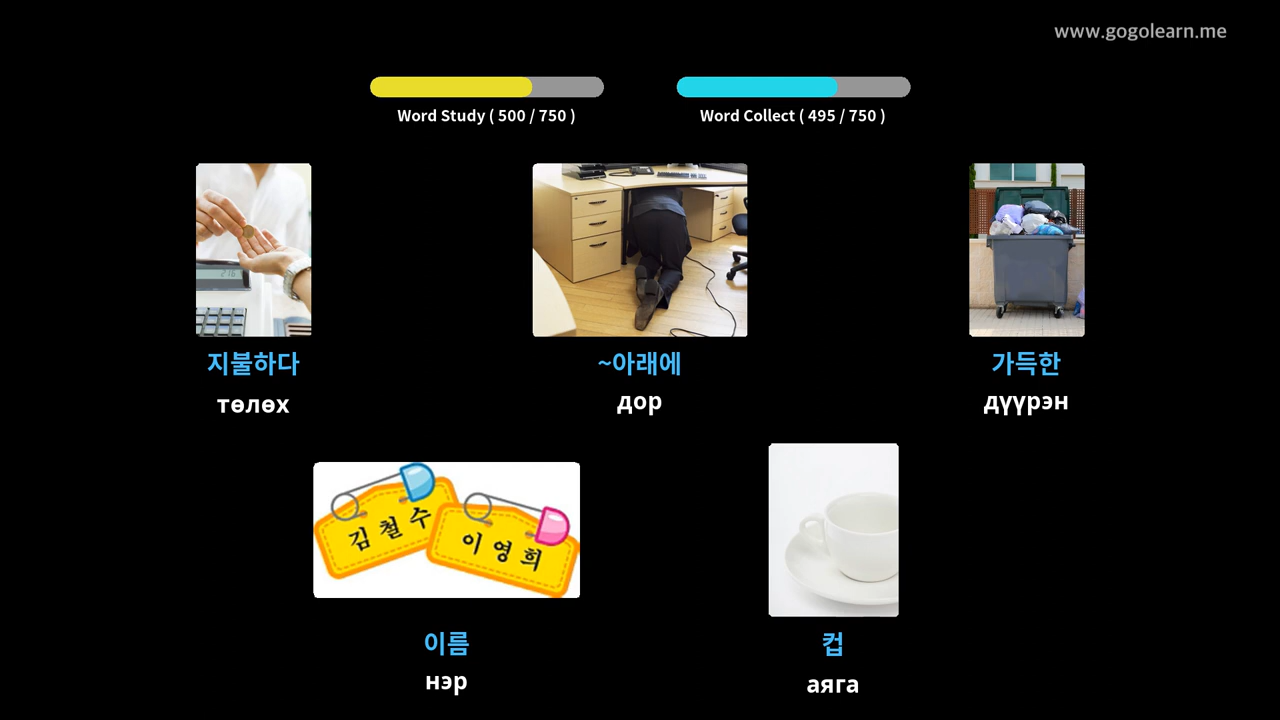 www.gogolearn.me
Word Study ( 500 / 750 )
Word Collect ( 495 / 750 )
216
지불하다
төлөх
~아래에
дор
가득한
дүүрэн
김철수
이영희
이름
нэр
컵
аяга